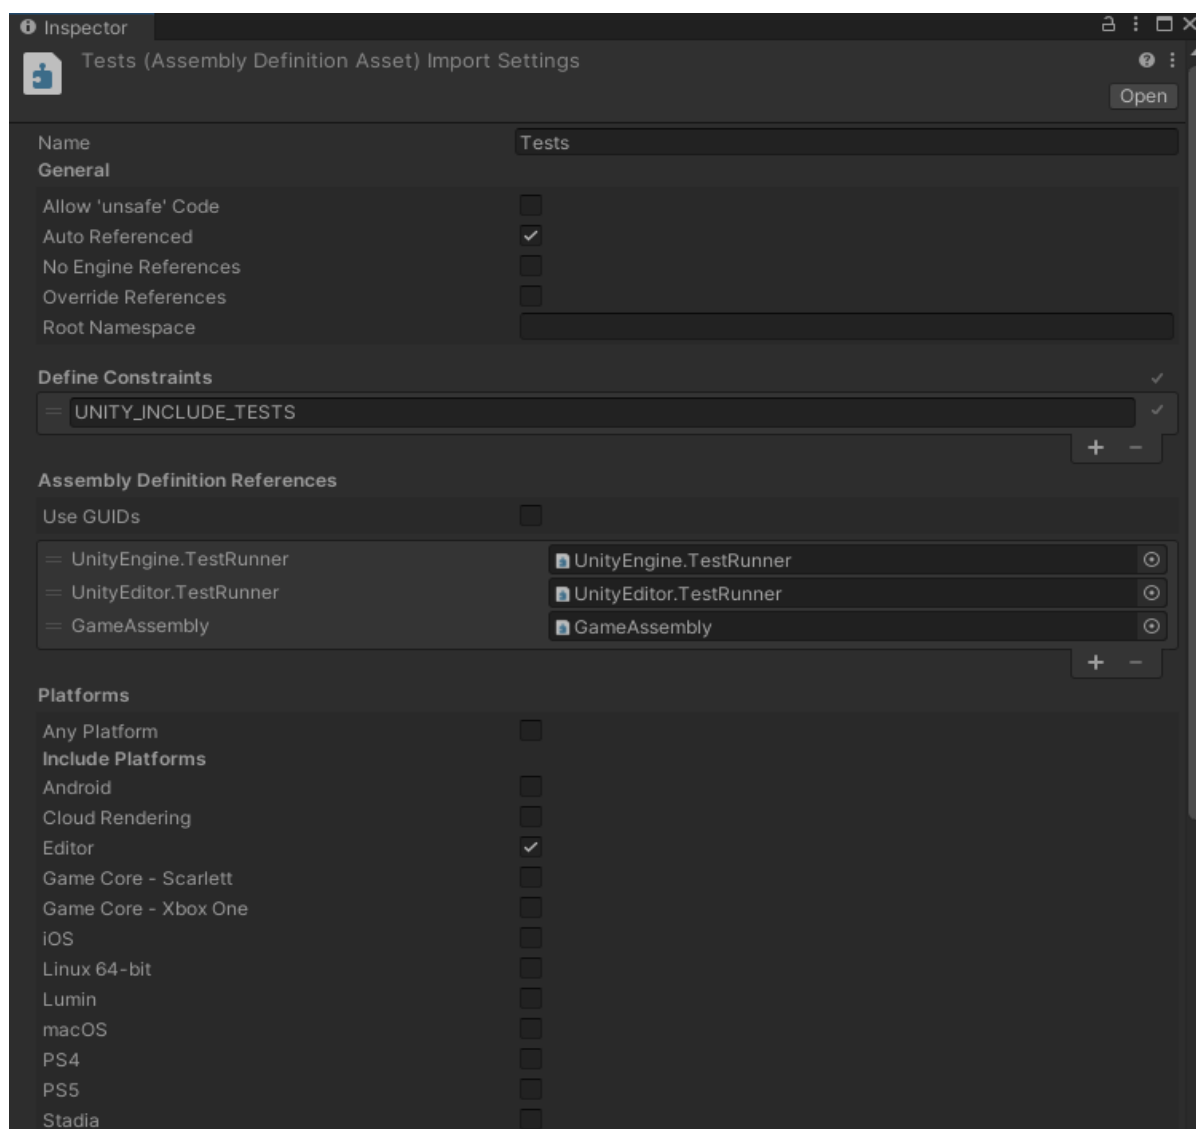 Inspector
Tests (Assembly Definition Asset) Import Settings
Open
Name Tests
General
Allow 'unsafe' Code
Auto Referenced
No Engine References
Override References
Root Namespace
Define Constraints
UNITY_INCLUDE_TESTS
Assembly Definition References
Use GUIDs
UnityEngine.TestRunner UnityEngine.TestRunner
UnityEditor.TestRunner UnityEditor.TestRunner
GameAssembly GameAssembly
Platforms
Any Platform
Include Platforms
Android
Cloud Rendering
Editor
Game Core - Scarlett
Game Core - Xbox One
iOS
Linux 64-bit
Lumin
macOS
PS4
PS5
Stadia